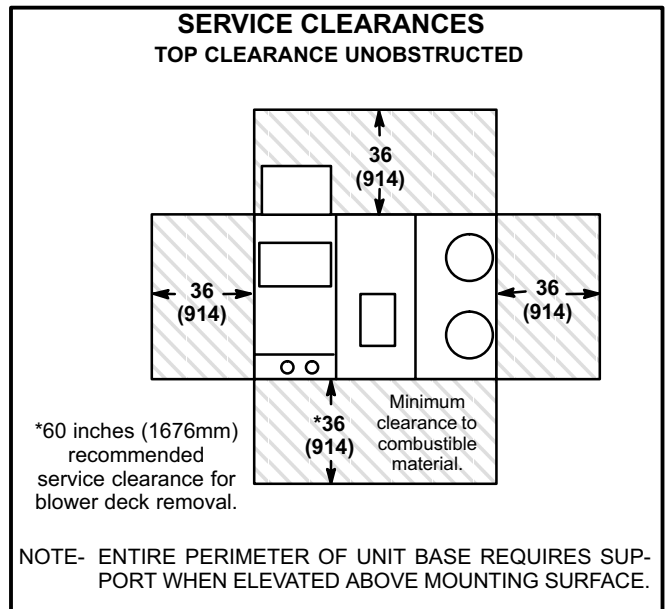 SERVICE CLEARANCES
TOP CLEARANCE UNOBSTRUCTED
36
(914)
36
(914)
36
(914)
*36
(914)
Minimum
clearance to
combustible
material.
*60 inches (1676mm)
recommended
service clearance for
blower deck removal.
NOTE- ENTIRE PERIMETER OF UNIT BASE REQUIRES SUP-
PORT WHEN ELEVATED ABOVE MOUNTING SURFACE.